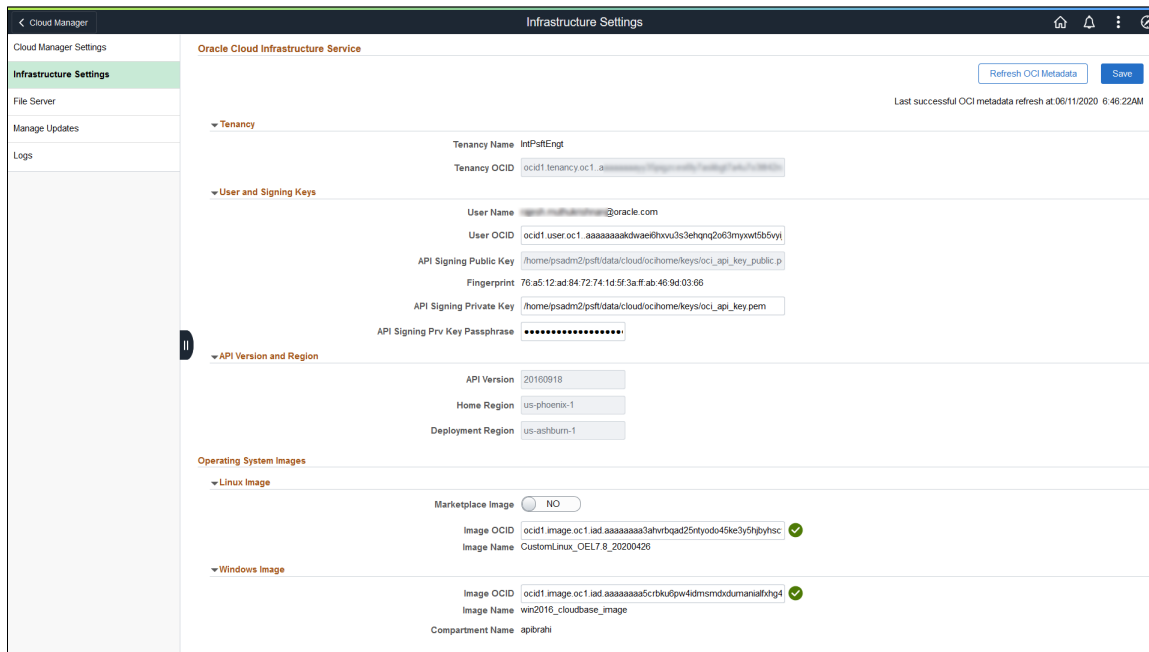 Cloud Manager
Infrastructure Settings
Cloud Manager Settings
Infrastructure Settings
File Server
Manage Updates
Logs
Oracle Cloud Infrastructure Service
Refresh OCI Metadata
Save
Last successful OCI metadata refresh at:06/11/2020 6:46:22AM
Tenancy
Tenancy Name IntPsftEngt
Tenancy OCID ocid1.tenancy.oc1..a
User and Signing Keys
User Name @oracle.com
User OCID ocid1.user.oc1..aaaaaaaakdwaei6hxvu3s3ehqnq2o63myxwt5b5vyij
API Signing Public Key /home/psadm2/psft/data/cloud/ocihome/keys/oci_api_key_public.p
Fingerprint 76:a5:12:ad:84:72:74:1d:5f:3a:ff:ab:46:9d:03:66
API Signing Private Key /home/psadm2/psft/data/cloud/ocihome/keys/oci_api_key.pem
API Signing Prv Key Passphrase
API Version and Region
API Version 20160918
Home Region us-phoenix-1
Deployment Region us-ashburn-1
Operating System Images
Linux Image
Marketplace Image NO
Image OCID ocid1.image.oc1.iad.aaaaaaaa3ahvrbqad25ntyodo45ke3y5hjbyhsc
Image Name CustomLinux_OEL7.8_20200426
Windows Image
Image OCID ocid1.image.oc1.iad.aaaaaaaa5crbku6pw4idmsmdxdumanialfxhg4
Image Name win2016_cloudbase_image
Compartment Name apibrahi